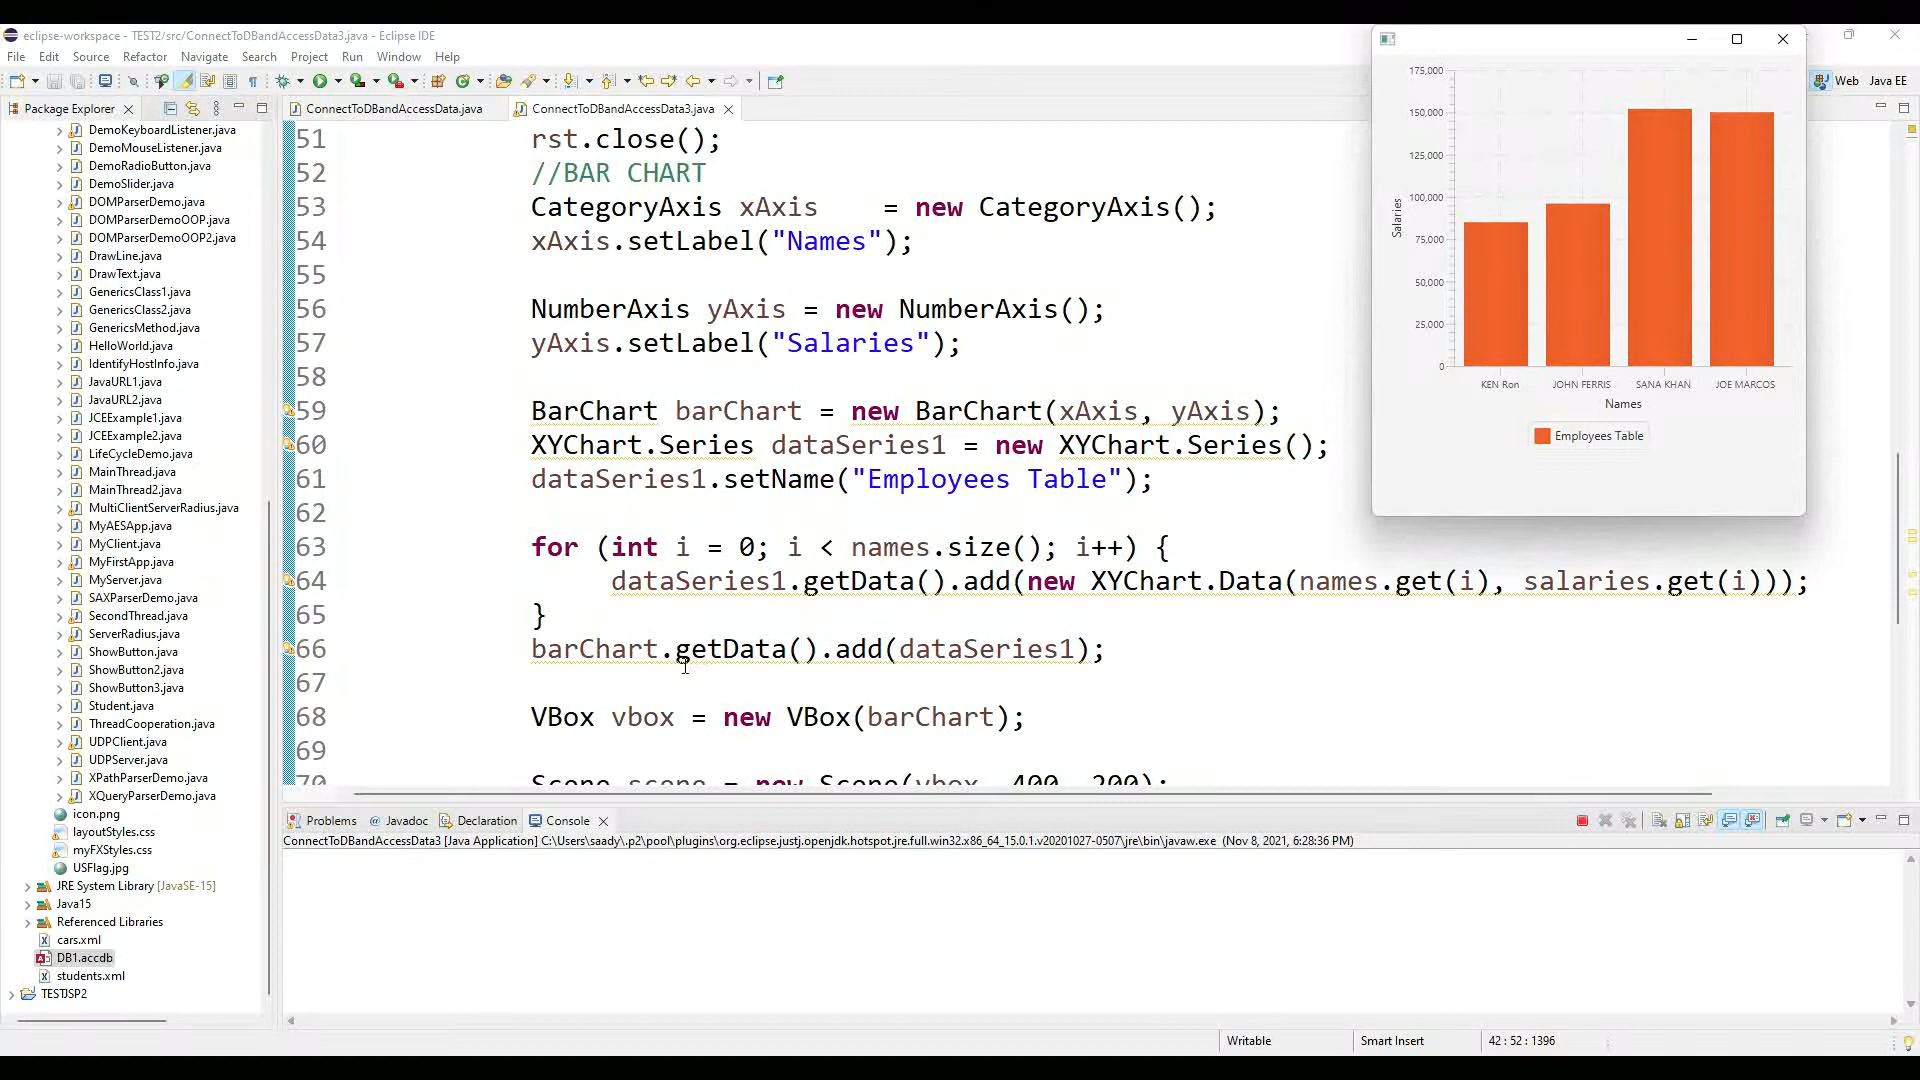 eclipse-workspace - TEST2/src/ConnectToDBandAccessData3.java - Eclipse IDE
File Edit Source Refactor Navigate Search Project Run Window Help
Web Java EE
Package Explorer
DemoKeyboardListener.java
DemoMouseListener.java
DemoRadioButton.java
DemoSlider.java
DOMParserDemo.java
DOMParserDemoOOP.java
DOMParserDemoOOP2.java
DrawLine.java
DrawText.java
GenericsClass1.java
GenericsClass2.java
GenericsMethod.java
HelloWorld.java
IdentifyHostInfo.java
JavaURL1.java
JavaURL2.java
JCEExample1.java
JCEExample2.java
LifeCycleDemo.java
MainThread.java
MainThread2.java
MultiClientServerRadius.java
MyAESApp.java
MyClient.java
MyFirstApp.java
MyServer.java
SAXParserDemo.java
SecondThread.java
ServerRadius.java
ShowButton.java
ShowButton2.java
ShowButton3.java
Student.java
ThreadCooperation.java
UDPClient.java
UDPServer.java
XPathParserDemo.java
XQueryParserDemo.java
icon.png
layoutStyles.css
myFXStyles.css
USFlag.jpg
JRE System Library [JavaSE-15]
Java15
Referenced Libraries
cars.xml
DB1.accdb
students.xml
TESTJSP2
ConnectToDBandAccessData.java ConnectToDBandAccessData3.java
51 rst.close();
52 //BAR CHART
53 CategoryAxis xAxis    = new CategoryAxis();
54 xAxis.setLabel("Names");
55
56 NumberAxis yAxis = new NumberAxis();
57 yAxis.setLabel("Salaries");
58
59 BarChart barChart = new BarChart(xAxis, yAxis);
60 XYChart.Series dataSeries1 = new XYChart.Series();
61 dataSeries1.setName("Employees Table");
62
63 for (int i = 0; i < names.size(); i++) {
64 dataSeries1.getData().add(new XYChart.Data(names.get(i), salaries.get(i)));
65 }
66 barChart.getData().add(dataSeries1);
67
68 VBox vbox = new VBox(barChart);
69
70 Scene scene = new Scene(vbox, 400, 200);
175,000
150,000
125,000
100,000
75,000
50,000
25,000
0
Salaries
KEN Ron JOHN FERRIS SANA KHAN JOE MARCOS
Names
Employees Table
Problems Javadoc Declaration Console
ConnectToDBandAccessData3 [Java Application] C:\Users\saady\.p2\pool\plugins\org.eclipse.justj.openjdk.hotspot.jre.full.win32.x86_64_15.0.1.v20201027-0507\jre\bin\javaw.exe (Nov 8, 2021, 6:28:36 PM)
Writable Smart Insert 42 : 52 : 1396